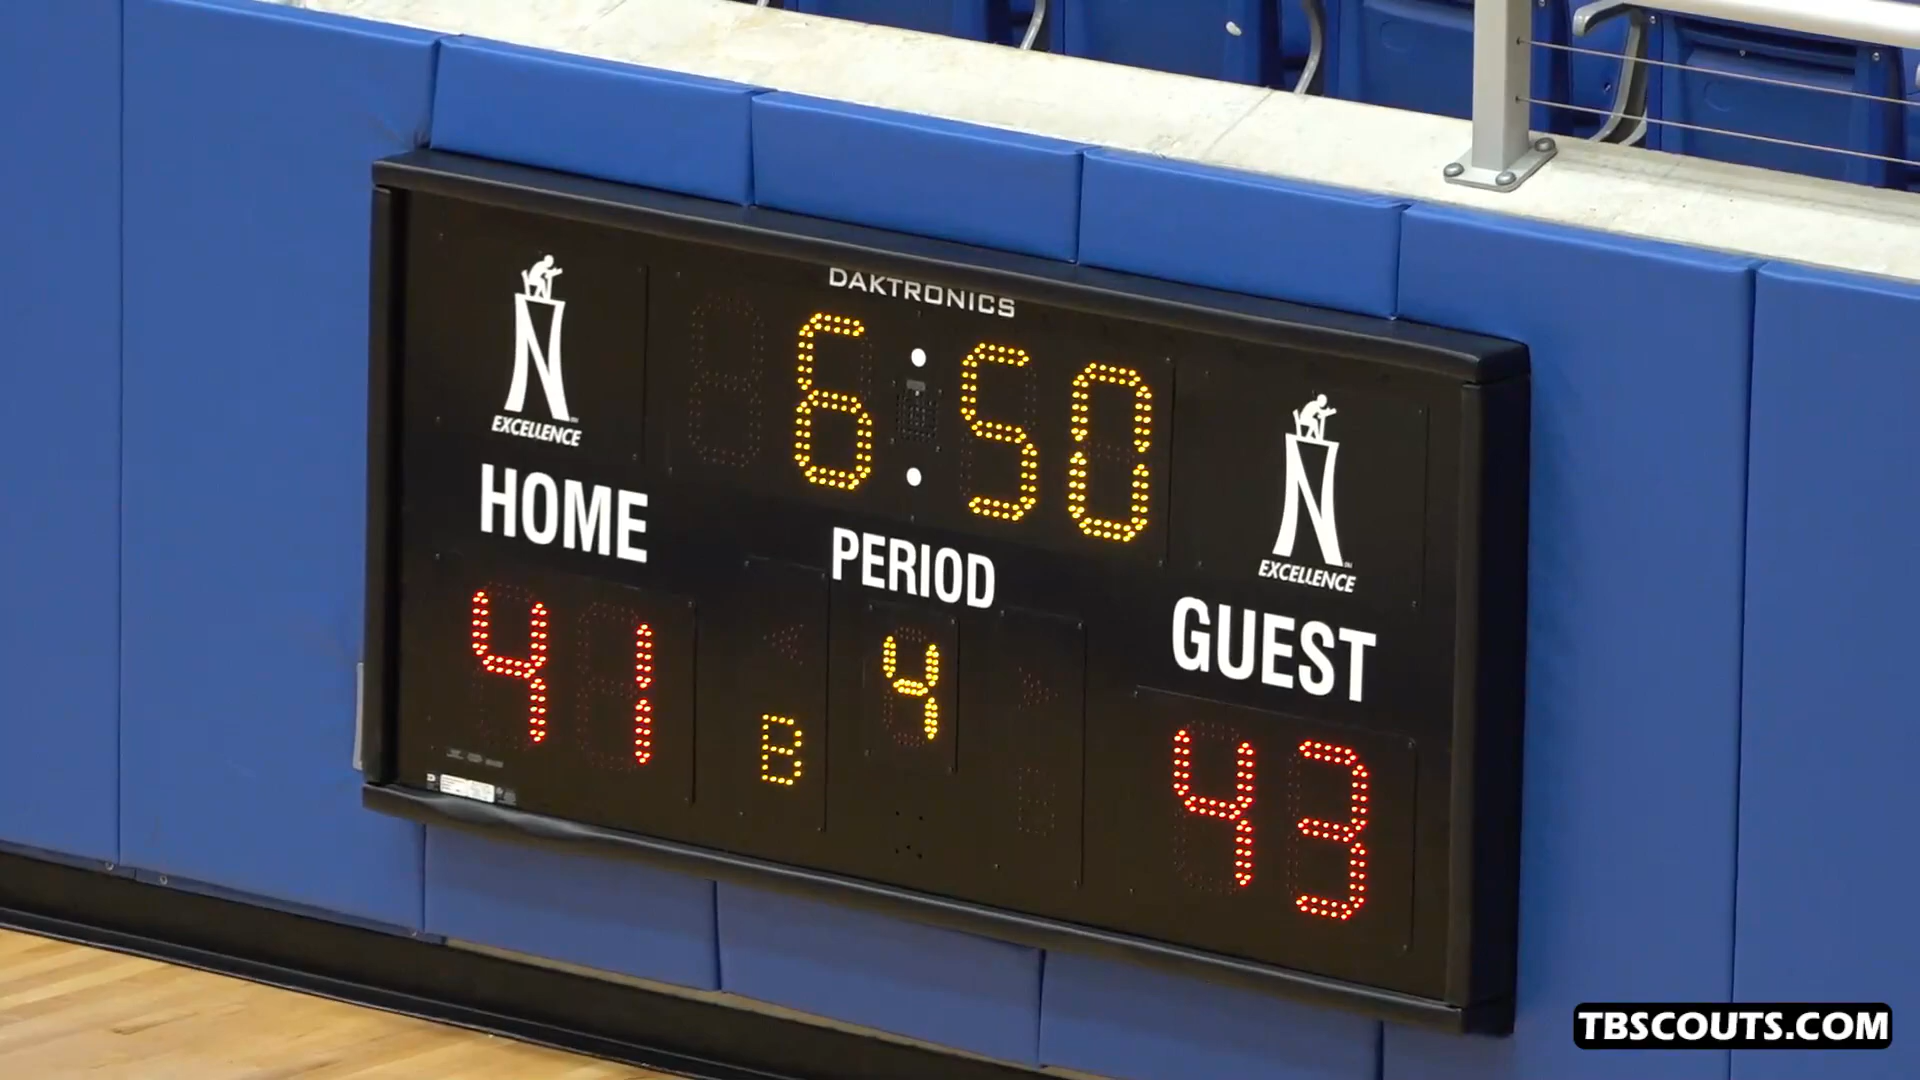 DAKTRONICS
6:50
N
EXCELLENCE
N
EXCELLENCE
HOME
PERIOD
GUEST
41
B
4
43
TBSCOUTS.COM